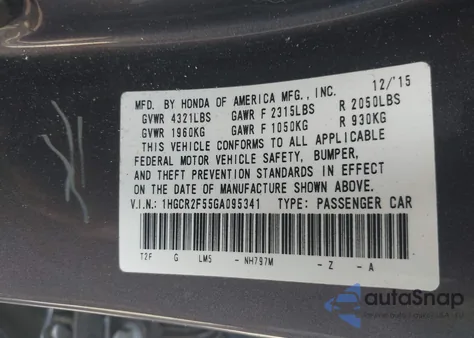 MFD. BY HONDA OF AMERICA MFG., INC. 12/15
GVWR 4321LBS GAWR F 2315LBS R 2050LBS
GVWR 1960KG GAWR F 1050KG R 930KG
THIS VEHICLE CONFORMS TO ALL APPLICABLE
FEDERAL MOTOR VEHICLE SAFETY, BUMPER,
AND THEFT PREVENTION STANDARDS IN EFFECT
ON THE DATE OF MANUFACTURE SHOWN ABOVE.
V.I.N.: 1HGCR2F55GA095341 TYPE: PASSENGER CAR
T2F G LM5 - NH797M - Z - A
autoSnap